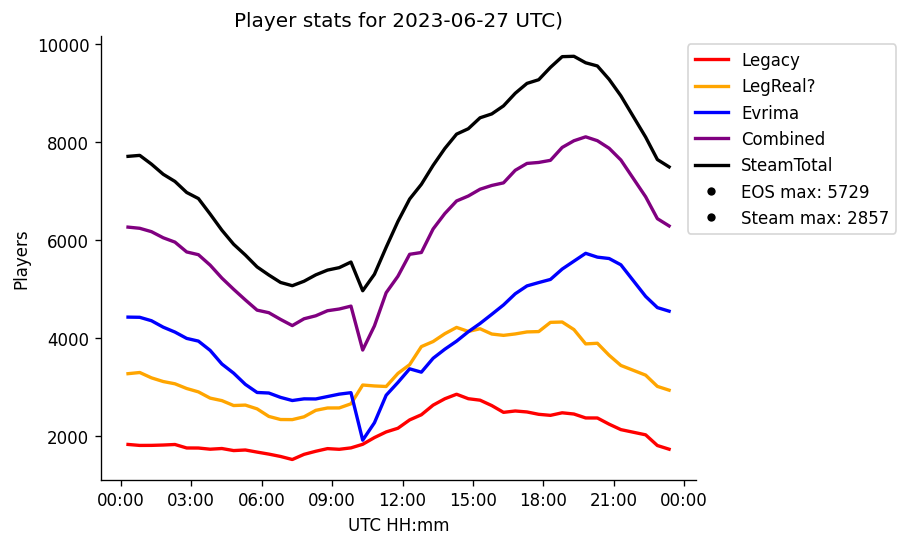 Player stats for 2023-06-27 UTC)
10000
8000
6000
4000
2000
Players
00:00 03:00 06:00 09:00 12:00 15:00 18:00 21:00 00:00
UTC HH:mm
Legacy
LegReal?
Evrima
Combined
SteamTotal
EOS max: 5729
Steam max: 2857